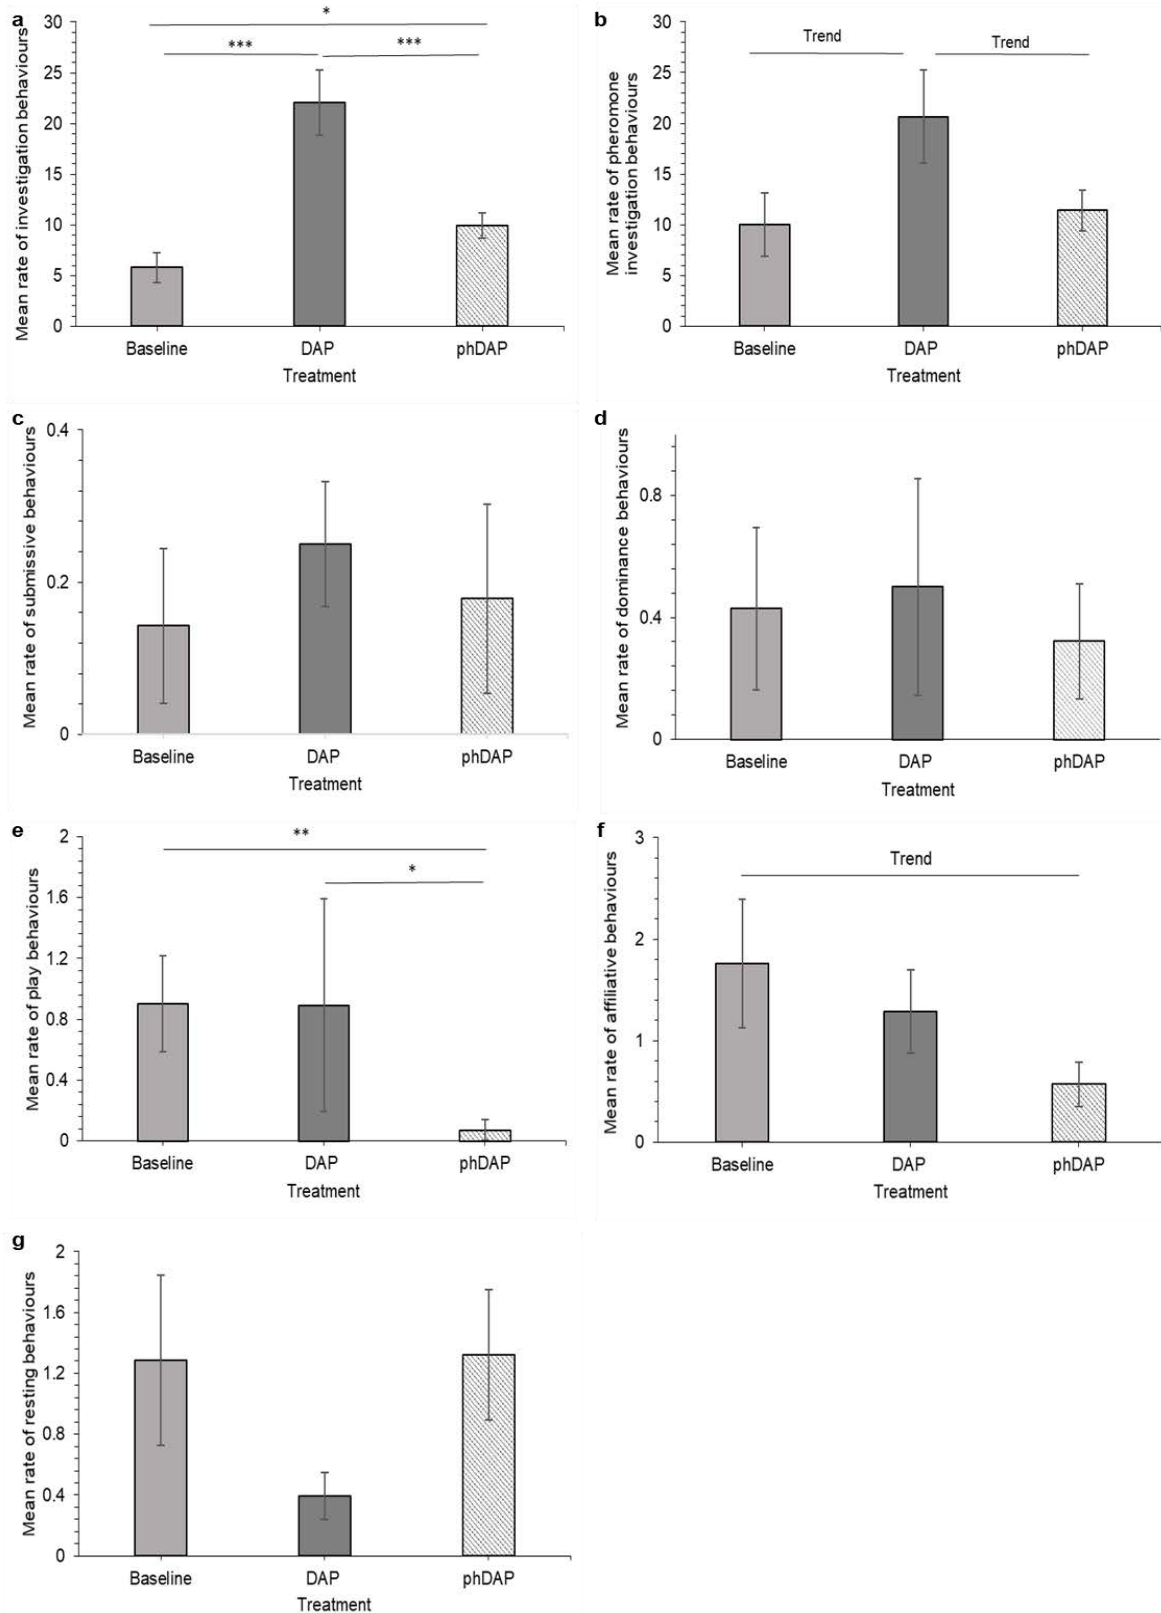 a
Mean rate of investigation behaviours
30
25
20
15
10
5
0
*
***
***
Baseline
DAP
phDAP
Treatment
b
Mean rate of pheromone
investigation behaviours
30
25
20
15
10
5
0
Trend
Trend
Baseline
DAP
phDAP
Treatment
c
Mean rate of submissive behaviours
0.4
0.2
0
Baseline
DAP
phDAP
Treatment
d
Mean rate of dominance behaviours
0.8
0.4
0
Baseline
DAP
phDAP
Treatment
e
Mean rate of play behaviours
2
1.6
1.2
0.8
0.4
0
**
*
Baseline
DAP
phDAP
Treatment
f
Mean rate of affiliative behaviours
3
2
1
0
Trend
Baseline
DAP
phDAP
Treatment
g
Mean rate of resting behaviours
2
1.6
1.2
0.8
0.4
0
Baseline
DAP
phDAP
Treatment